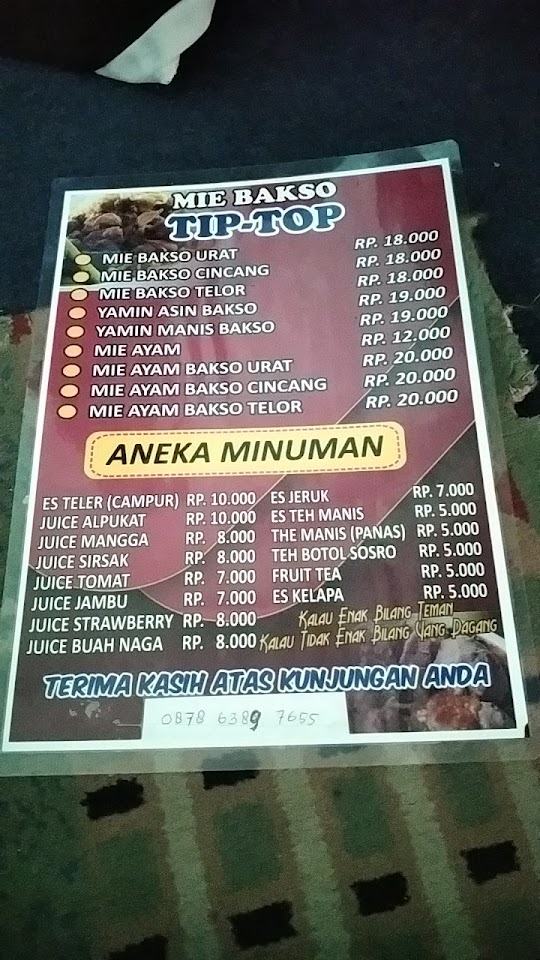 MIE BAKSO
TIP-TOP
MIE BAKSO URAT RP. 18.000
MIE BAKSO CINCANG RP. 18.000
MIE BAKSO TELOR RP. 18.000
YAMIN ASIN BAKSO RP. 19.000
YAMIN MANIS BAKSO RP. 19.000
MIE AYAM RP. 12.000
MIE AYAM BAKSO URAT RP. 20.000
MIE AYAM BAKSO CINCANG RP. 20.000
MIE AYAM BAKSO TELOR RP. 20.000
ANEKA MINUMAN
ES TELER (CAMPUR) RP. 10.000
JUICE ALPUKAT RP. 10.000
JUICE MANGGA RP. 8.000
JUICE SIRSAK RP. 8.000
JUICE TOMAT RP. 7.000
JUICE JAMBU RP. 7.000
JUICE STRAWBERRY RP. 8.000
JUICE BUAH NAGA RP. 8.000
ES JERUK RP. 7.000
ES TEH MANIS RP. 5.000
THE MANIS (PANAS) RP. 5.000
TEH BOTOL SOSRO RP. 5.000
FRUIT TEA RP. 5.000
ES KELAPA RP. 5.000
KALAU ENAK BILANG TEMAN
KALAU TIDAK ENAK BILANG YANG DAGANG
TERIMA KASIH ATAS KUNJUNGAN ANDA
0878 6389 7655